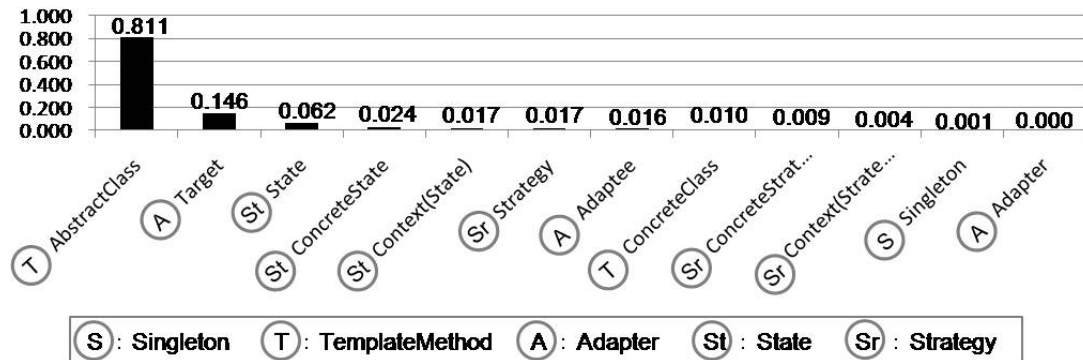 1.000
0.800
0.600
0.400
0.200
0.000
0.811
0.146
0.062
0.024
0.017
0.017
0.016
0.010
0.009
0.004
0.001
0.000
T AbstractClass
A Target
St State
St ConcreteState
St Context(State)
Sr Strategy
A Adaptee
T ConcreteClass
Sr ConcreteStrat...
Sr Context(Strate...
S Singleton
A Adapter
S : Singleton T : TemplateMethod A : Adapter St : State Sr : Strategy